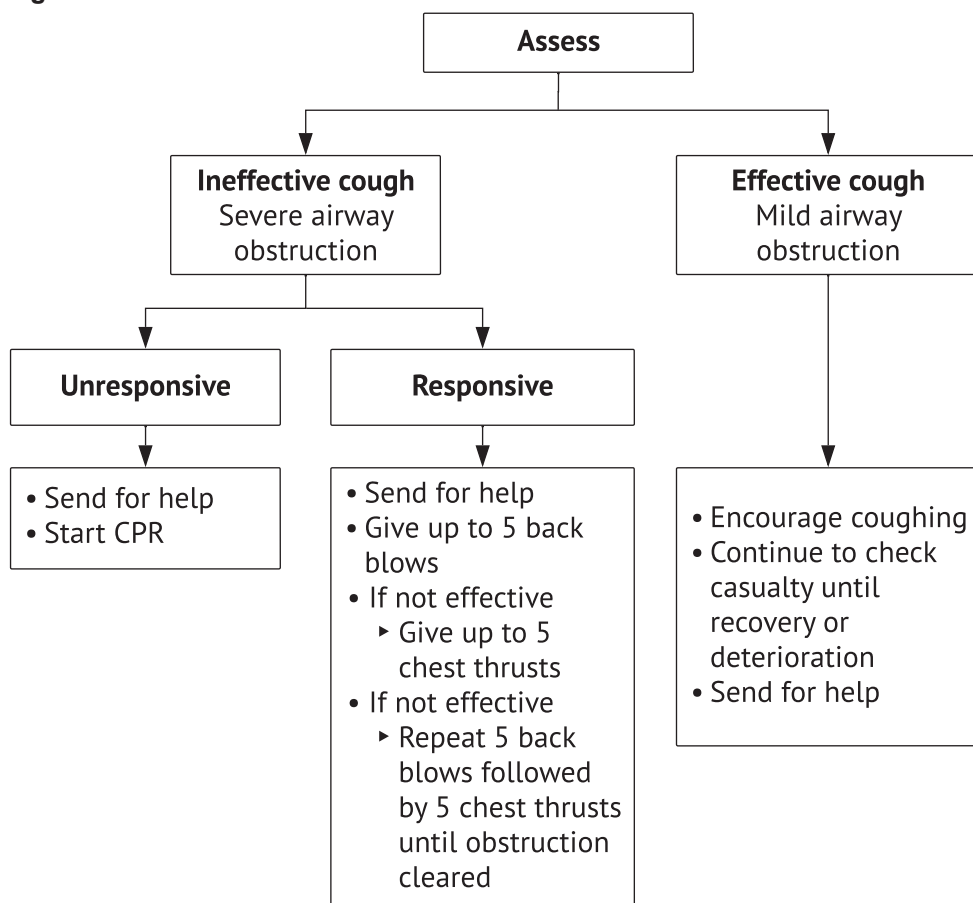 Assess
Ineffective cough
Severe airway
obstruction
Effective cough
Mild airway
obstruction
Unresponsive
Responsive
• Send for help
• Start CPR
• Send for help
• Give up to 5 back
blows
• If not effective
‣ Give up to 5
chest thrusts
• If not effective
‣ Repeat 5 back
blows followed
by 5 chest thrusts
until obstruction
cleared
• Encourage coughing
• Continue to check
casualty until
recovery or
deterioration
• Send for help